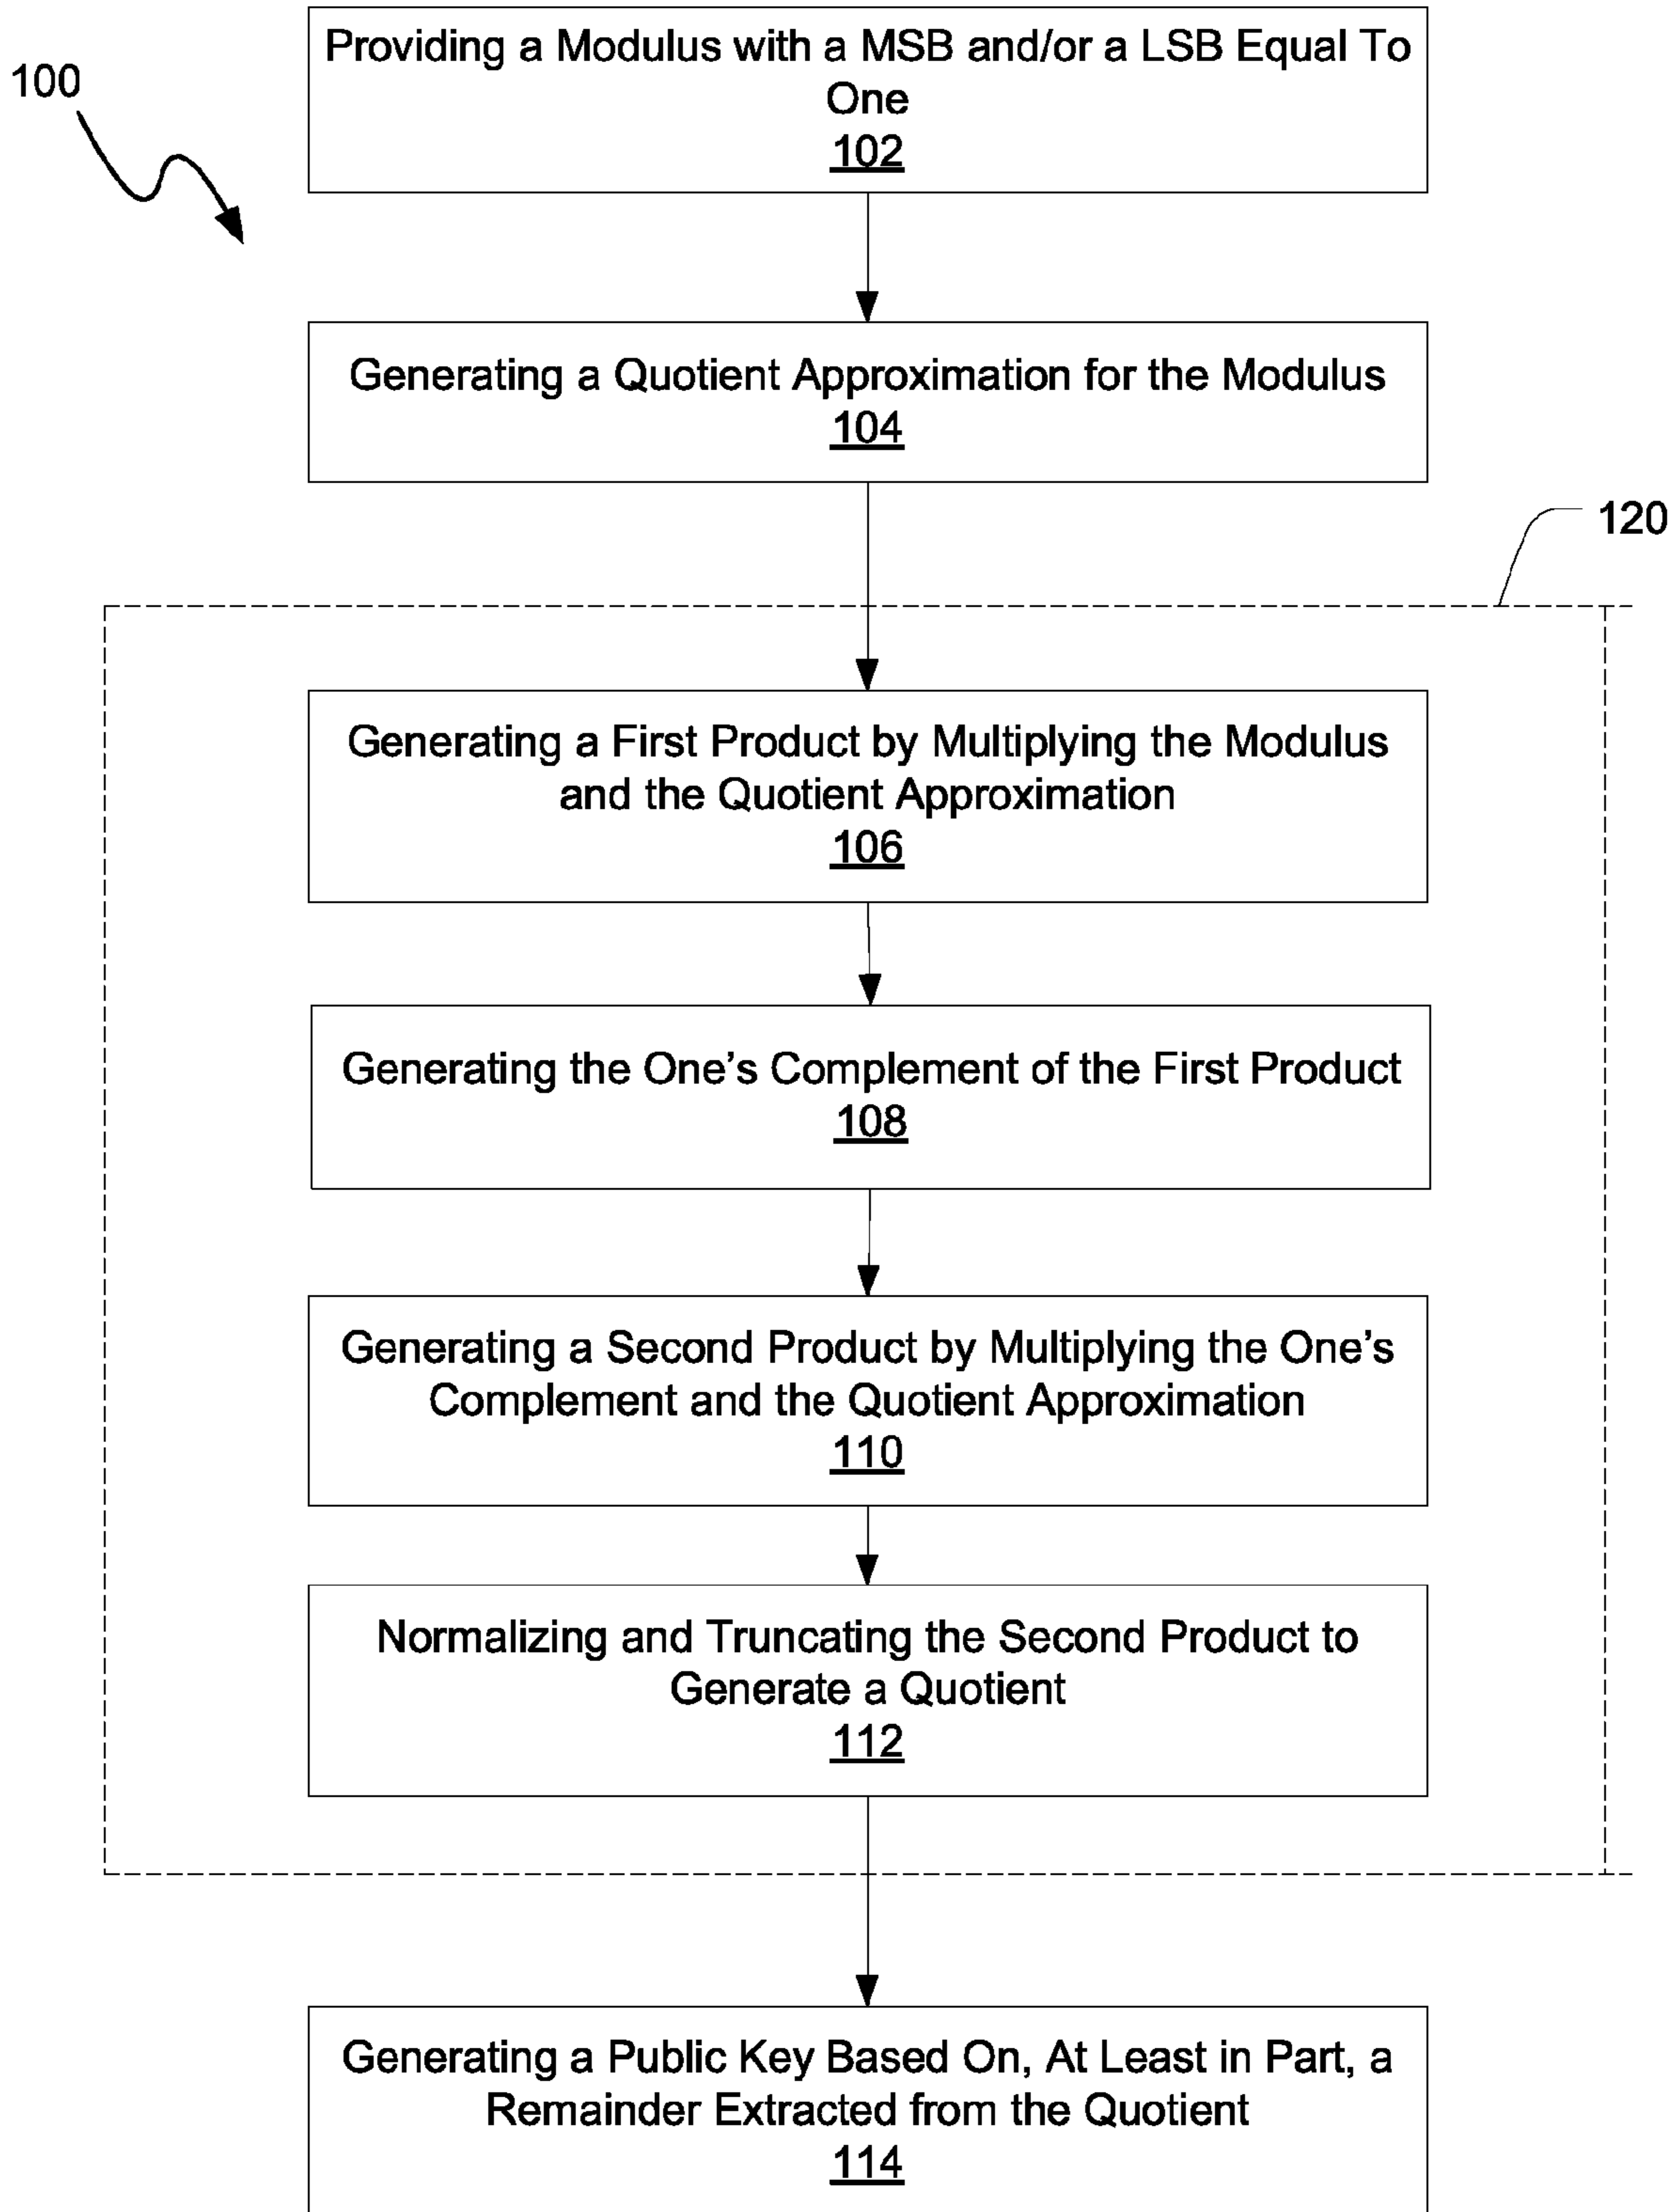 100
Providing a Modulus with a MSB and/or a LSB Equal To
One
102
Generating a Quotient Approximation for the Modulus
104
120
Generating a First Product by Multiplying the Modulus
and the Quotient Approximation
106
Generating the One's Complement of the First Product
108
Generating a Second Product by Multiplying the One's
Complement and the Quotient Approximation
110
Normalizing and Truncating the Second Product to
Generate a Quotient
112
Generating a Public Key Based On, At Least in Part, a
Remainder Extracted from the Quotient
114